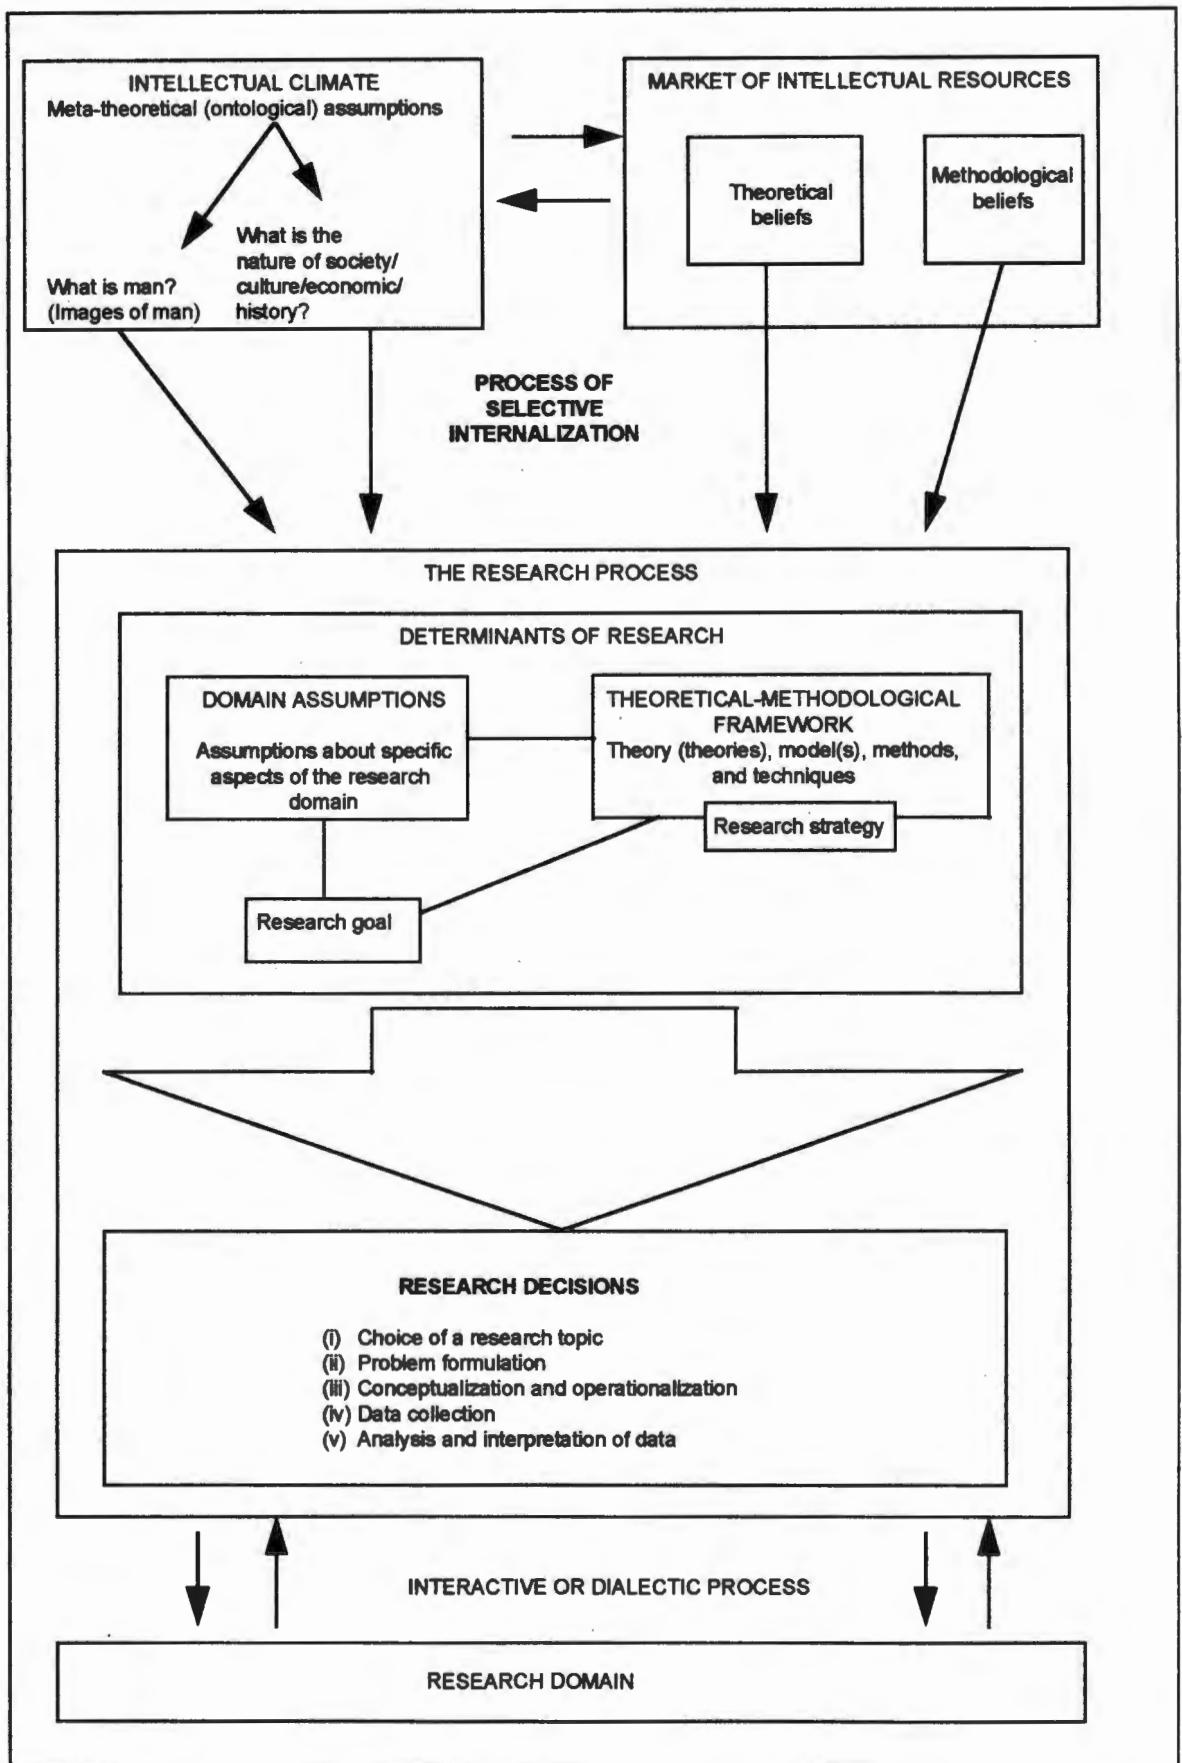 INTELLECTUAL CLIMATE
Meta-theoretical (ontological) assumptions
What is man?
(Images of man)
What is the
nature of society/
culture/economic/
history?
MARKET OF INTELLECTUAL RESOURCES
Theoretical
beliefs
Methodological
beliefs
PROCESS OF
SELECTIVE
INTERNALIZATION
THE RESEARCH PROCESS
DETERMINANTS OF RESEARCH
DOMAIN ASSUMPTIONS
Assumptions about specific
aspects of the research
domain
THEORETICAL-METHODOLOGICAL
FRAMEWORK
Theory (theories), model(s), methods,
and techniques
Research strategy
Research goal
RESEARCH DECISIONS
(i) Choice of a research topic
(ii) Problem formulation
(iii) Conceptualization and operationalization
(iv) Data collection
(v) Analysis and interpretation of data
INTERACTIVE OR DIALECTIC PROCESS
RESEARCH DOMAIN